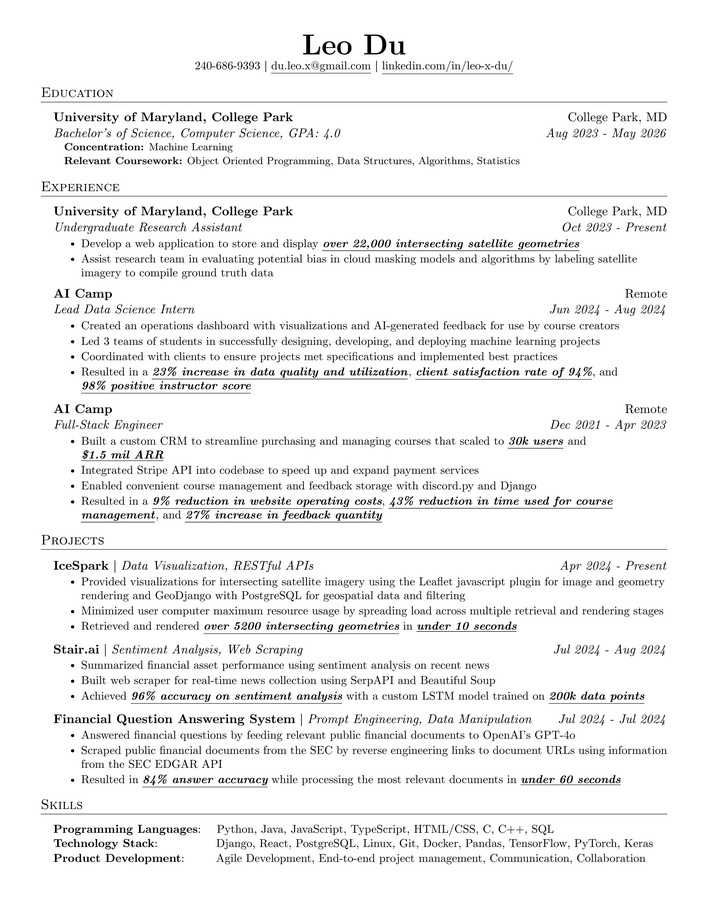 Leo Du
240-686-9393 | du.leo.x@gmail.com | linkedin.com/in/leo-x-du/
Education
University of Maryland, College Park College Park, MD
Bachelor's of Science, Computer Science, GPA: 4.0 Aug 2023 - May 2026
Concentration: Machine Learning
Relevant Coursework: Object Oriented Programming, Data Structures, Algorithms, Statistics
Experience
University of Maryland, College Park College Park, MD
Undergraduate Research Assistant Oct 2023 - Present
• Develop a web application to store and display over 22,000 intersecting satellite geometries
• Assist research team in evaluating potential bias in cloud masking models and algorithms by labeling satellite
imagery to compile ground truth data
AI Camp Remote
Lead Data Science Intern Jun 2024 - Aug 2024
• Created an operations dashboard with visualizations and AI-generated feedback for use by course creators
• Led 3 teams of students in successfully designing, developing, and deploying machine learning projects
• Coordinated with clients to ensure projects met specifications and implemented best practices
• Resulted in a 23% increase in data quality and utilization, client satisfaction rate of 94%, and
98% positive instructor score
AI Camp Remote
Full-Stack Engineer Dec 2021 - Apr 2023
• Built a custom CRM to streamline purchasing and managing courses that scaled to 30k users and
$1.5 mil ARR
• Integrated Stripe API into codebase to speed up and expand payment services
• Enabled convenient course management and feedback storage with discord.py and Django
• Resulted in a 9% reduction in website operating costs, 43% reduction in time used for course
management, and 27% increase in feedback quantity
Projects
IceSpark | Data Visualization, RESTful APIs Apr 2024 - Present
• Provided visualizations for intersecting satellite imagery using the Leaflet javascript plugin for image and geometry
rendering and GeoDjango with PostgreSQL for geospatial data and filtering
• Minimized user computer maximum resource usage by spreading load across multiple retrieval and rendering stages
• Retrieved and rendered over 5200 intersecting geometries in under 10 seconds
Stair.ai | Sentiment Analysis, Web Scraping Jul 2024 - Aug 2024
• Summarized financial asset performance using sentiment analysis on recent news
• Built web scraper for real-time news collection using SerpAPI and Beautiful Soup
• Achieved 96% accuracy on sentiment analysis with a custom LSTM model trained on 200k data points
Financial Question Answering System | Prompt Engineering, Data Manipulation Jul 2024 - Jul 2024
• Answered financial questions by feeding relevant public financial documents to OpenAI's GPT-4o
• Scraped public financial documents from the SEC by reverse engineering links to document URLs using information
from the SEC EDGAR API
• Resulted in 84% answer accuracy while processing the most relevant documents in under 60 seconds
Skills
Programming Languages: Python, Java, JavaScript, TypeScript, HTML/CSS, C, C++, SQL
Technology Stack: Django, React, PostgreSQL, Linux, Git, Docker, Pandas, TensorFlow, PyTorch, Keras
Product Development: Agile Development, End-to-end project management, Communication, Collaboration